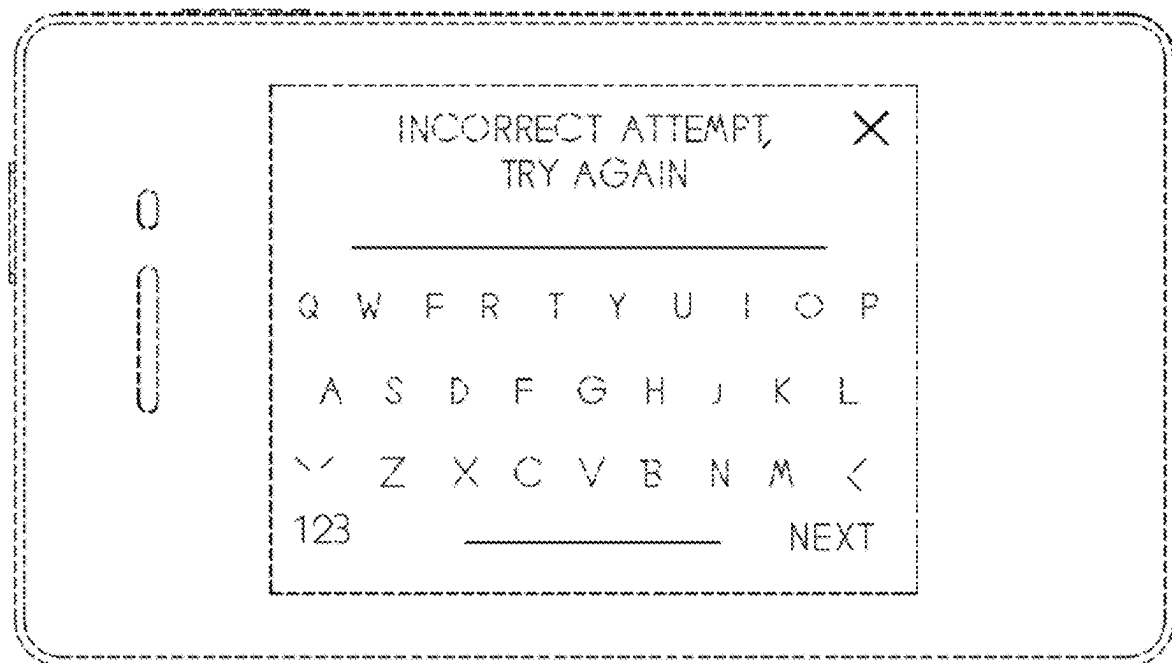 INCORRECT ATTEMPT,
TRY AGAIN
Q W F R T Y U I O P
A S D F G H J K L
Z X C V B N M
123 NEXT